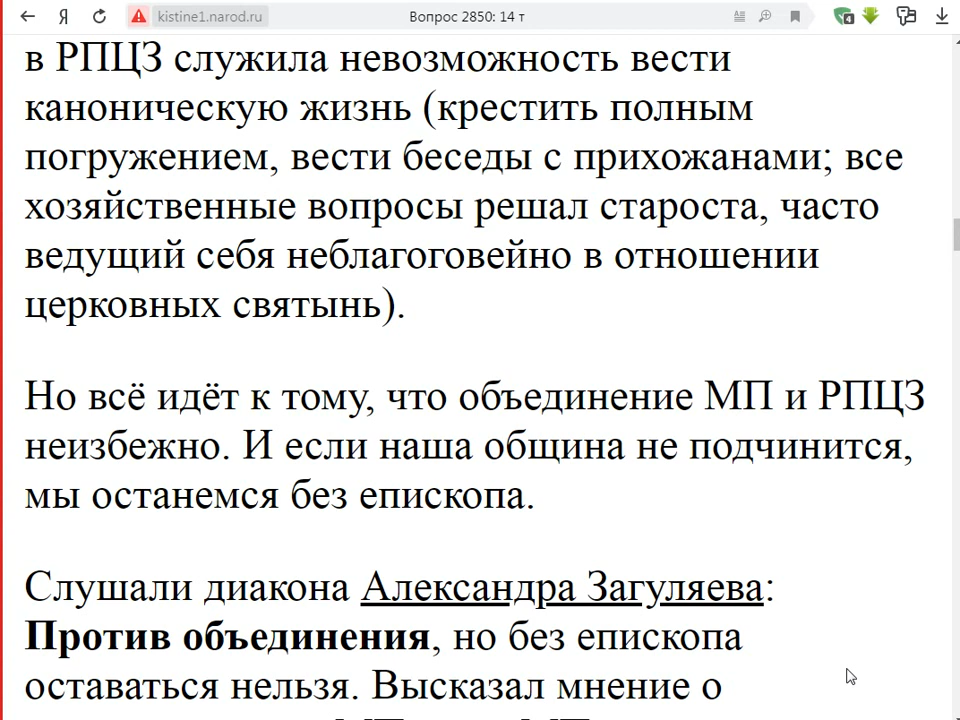 Я kistine1.narod.ru Вопрос 2850: 14 т 4
в РПЦЗ служила невозможность вести
каноническую жизнь (крестить полным
погружением, вести беседы с прихожанами; все
хозяйственные вопросы решал староста, часто
ведущий себя неблагоговейно в отношении
церковных святынь).
Но всё идёт к тому, что объединение МП и РПЦЗ
неизбежно. И если наша община не подчинится,
мы останемся без епископа.
Слушали диакона Александра Загуляева:
Против объединения, но без епископа
оставаться нельзя. Высказал мнение о